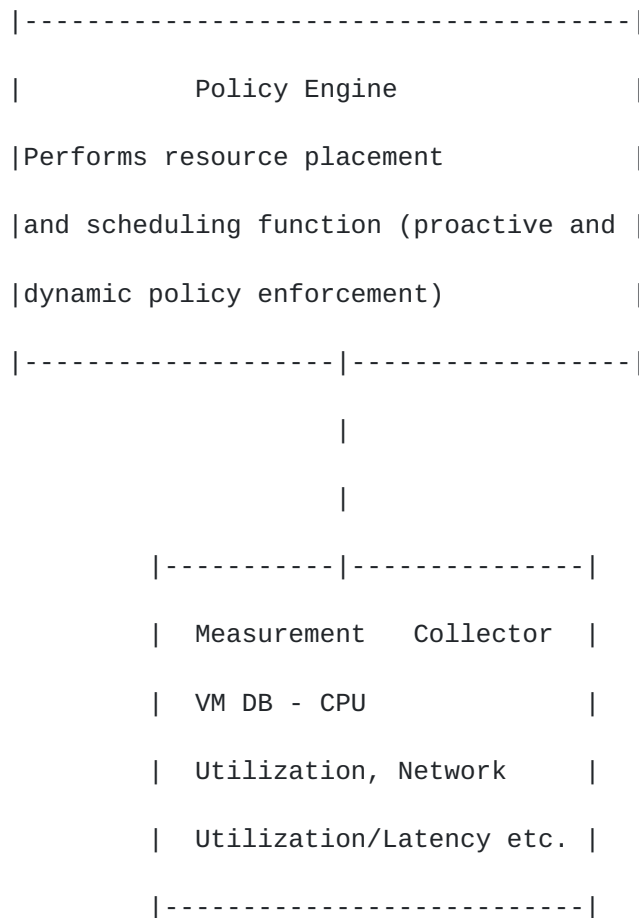 |---------------------------------------|
| Policy Engine |
|Performs resource placement |
|and scheduling function (proactive and |
|dynamic policy enforcement) |
|--------------------|------------------|
|
|
|-----------|---------------|
| Measurement Collector |
| VM DB - CPU |
| Utilization, Network |
| Utilization/Latency etc. |
|---------------------------|